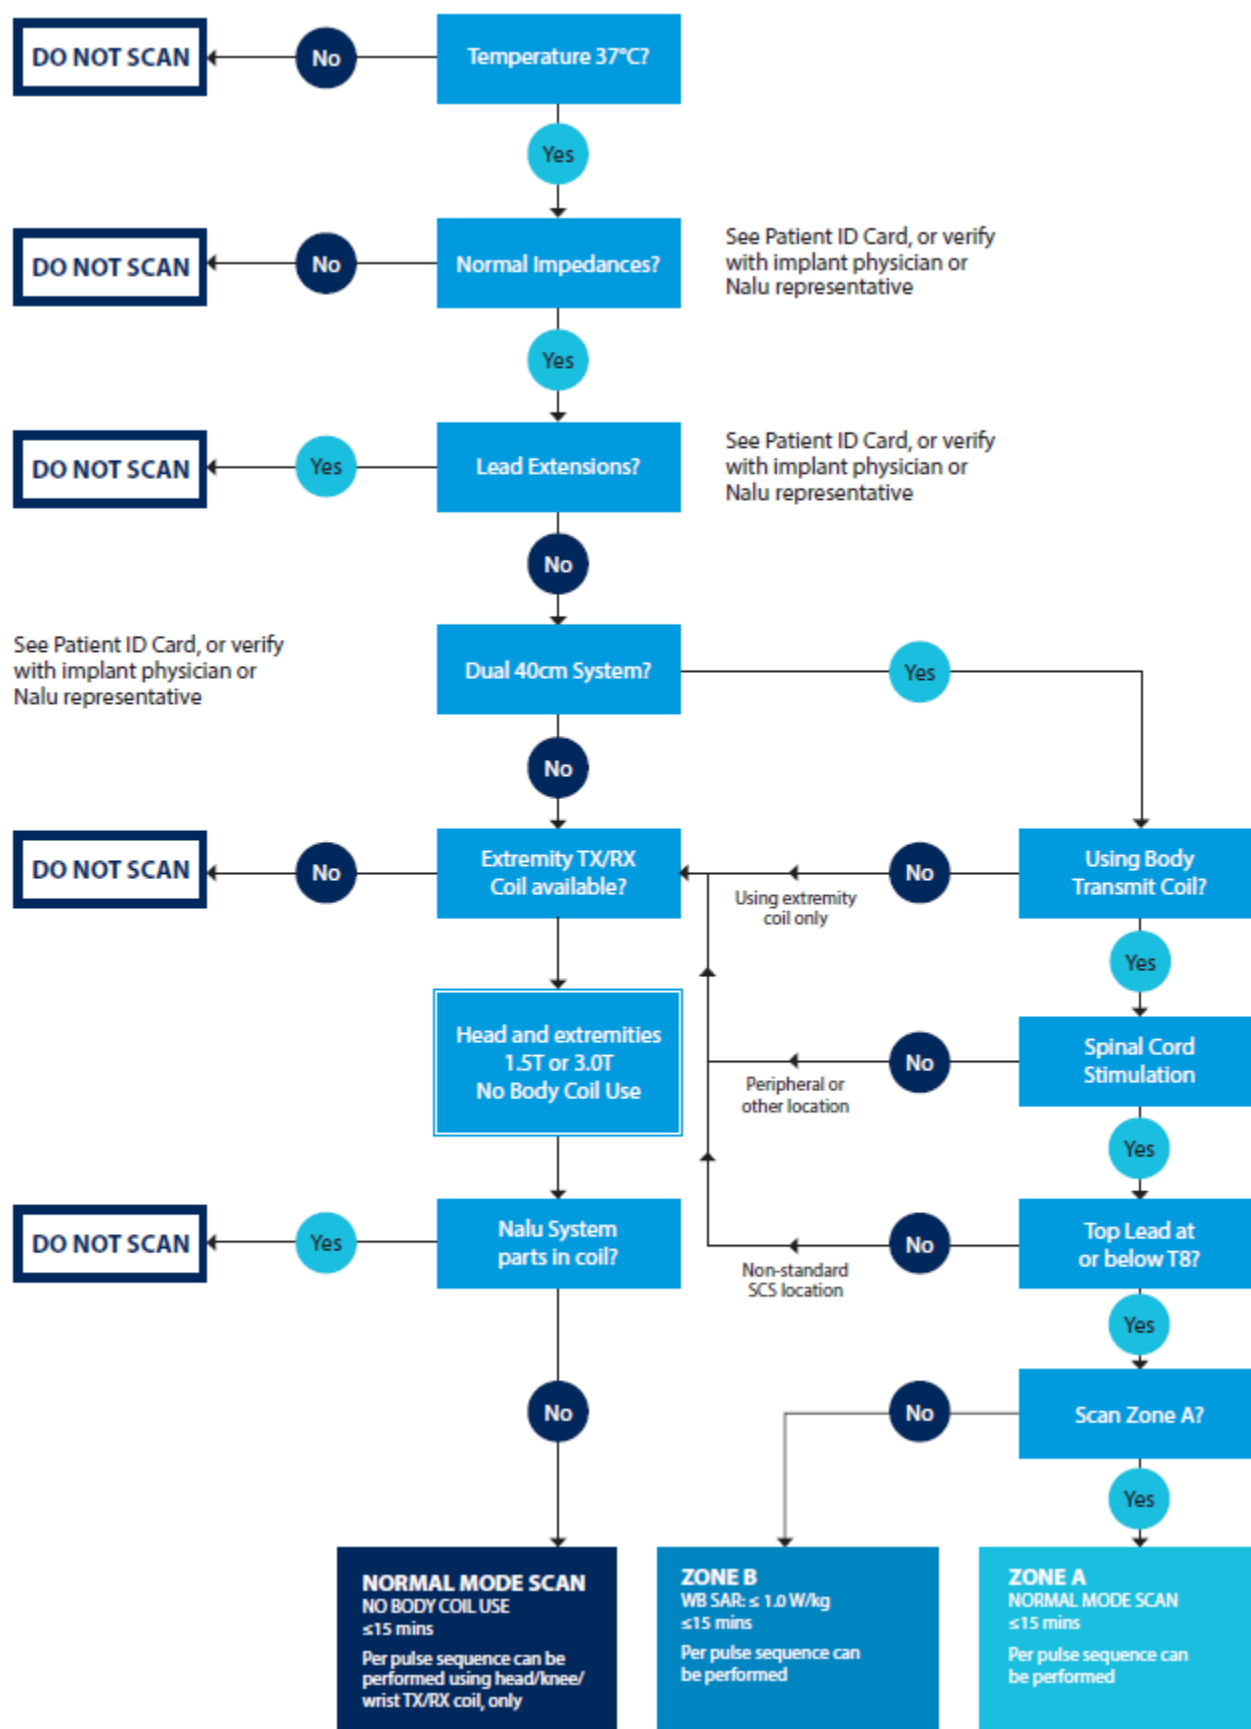 DO NOT SCAN
No
Temperature 37°C?
Yes
DO NOT SCAN
No
Normal Impedances?
See Patient ID Card, or verify
with implant physician or
Nalu representative
Yes
DO NOT SCAN
Yes
Lead Extensions?
See Patient ID Card, or verify
with implant physician or
Nalu representative
No
See Patient ID Card, or verify
with implant physician or
Nalu representative
Dual 40cm System?
Yes
No
DO NOT SCAN
No
Extremity TX/RX
Coil available?
Using extremity
coil only
No
Using Body
Transmit Coil?
Yes
Head and extremities
1.5T or 3.0T
No Body Coil Use
Peripheral or
other location
No
Spinal Cord
Stimulation
Yes
DO NOT SCAN
Yes
Nalu System
parts in coil?
Non-standard
SCS location
No
Top Lead at
or below T8?
Yes
No
No
Scan Zone A?
Yes
NORMAL MODE SCAN
NO BODY COIL USE
≤15 mins
Per pulse sequence can be
performed using head/knee/
wrist TX/RX coil, only
ZONE B
WB SAR: ≤ 1.0 W/kg
≤15 mins
Per pulse sequence can
be performed
ZONE A
NORMAL MODE SCAN
≤15 mins
Per pulse sequence can
be performed